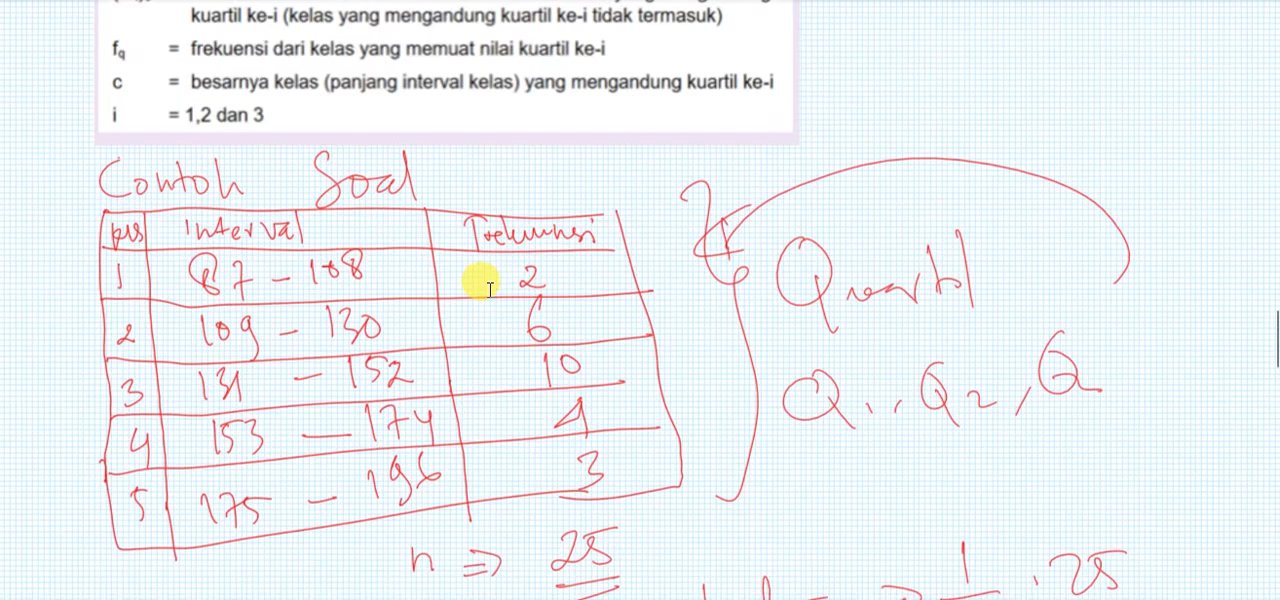 kuartil ke-i (kelas yang mengandung kuartil ke-i tidak termasuk)
fq = frekuensi dari kelas yang memuat nilai kuartil ke-i
c = besarnya kelas (panjang interval kelas) yang mengandung kuartil ke-i
i = 1,2 dan 3
Contoh Soal
Interval Frekuensi
1 87 - 108 2
2 109 - 130 6
3 131 - 152 10
4 153 - 174 4
5 175 - 196 3
n => 25
Quartil
Q1, Q2, Q
1 . 25